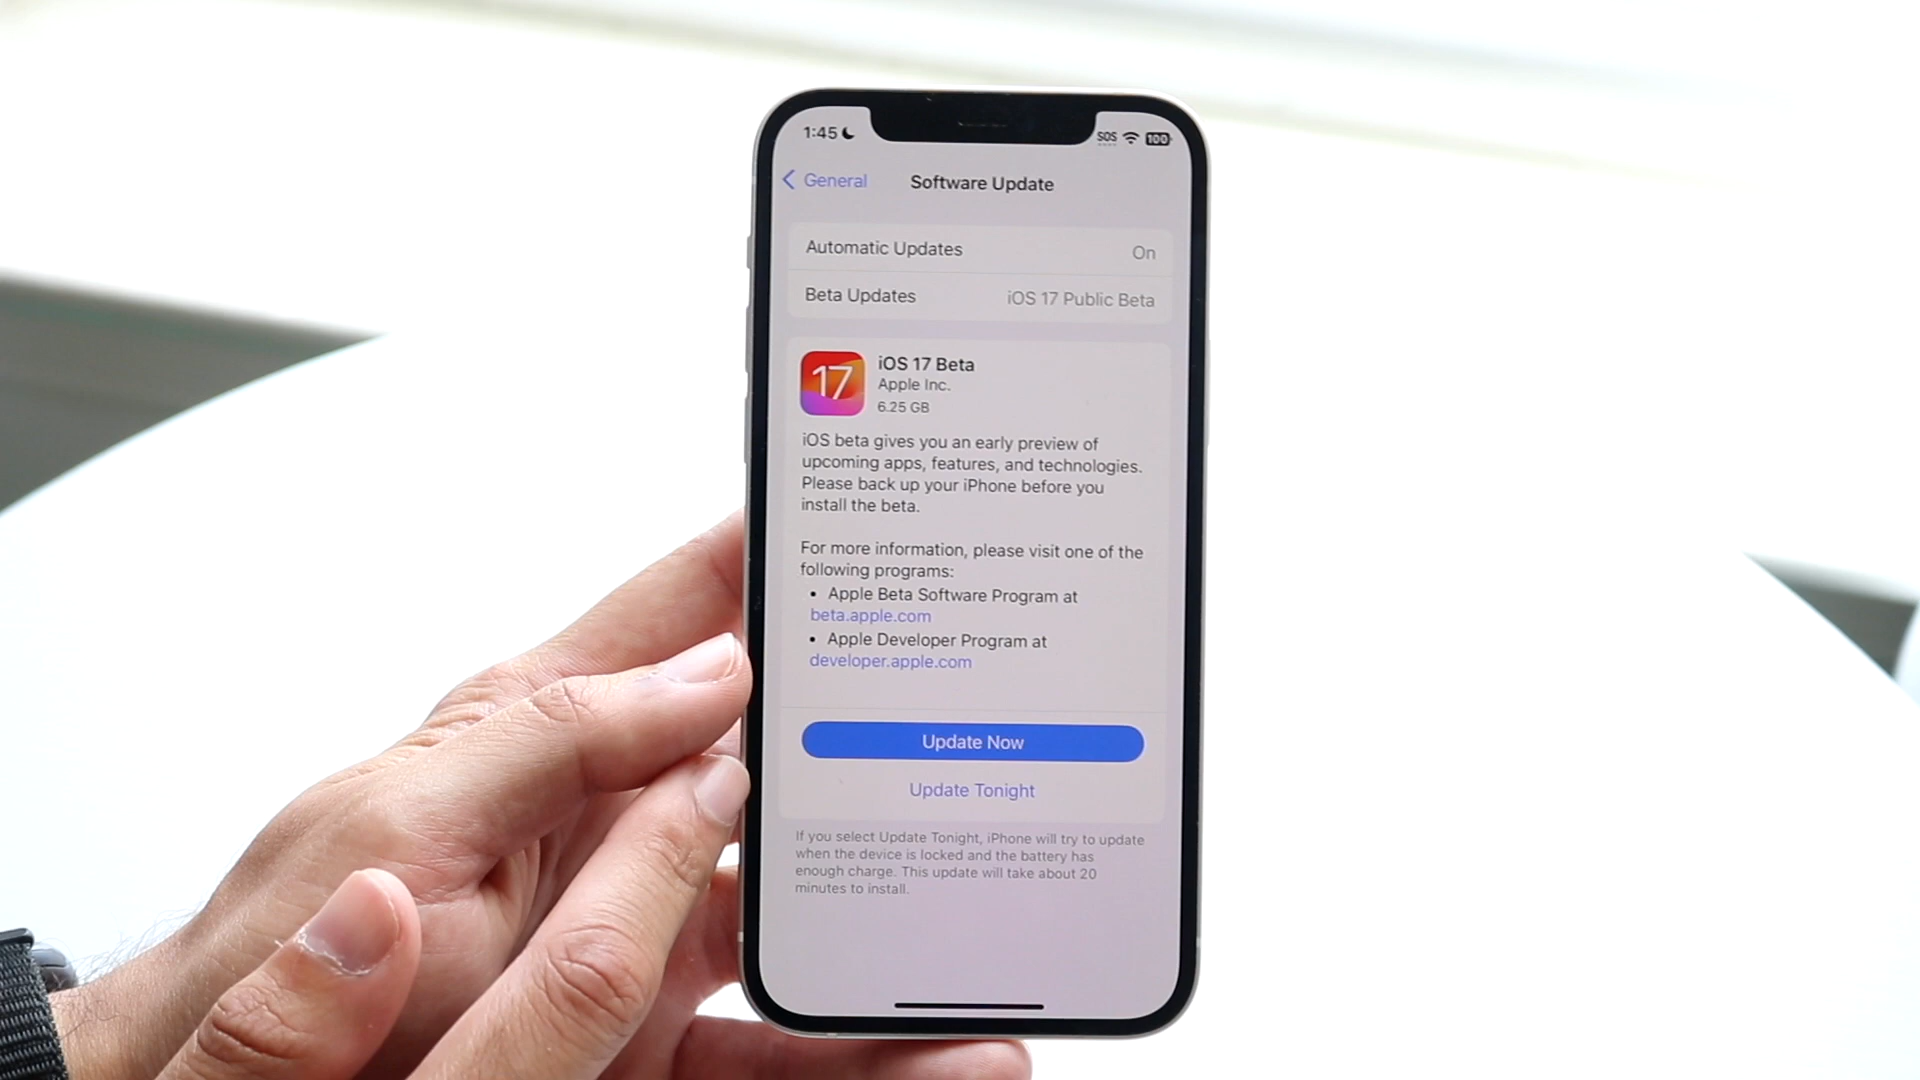 1:45
SOS
100
General
Software Update
Automatic Updates
On
Beta Updates
iOS 17 Public Beta
17
iOS 17 Beta
Apple Inc.
6.25 GB
iOS beta gives you an early preview of
upcoming apps, features, and technologies.
Please back up your iPhone before you
install the beta.
For more information, please visit one of the
following programs:
• Apple Beta Software Program at
beta.apple.com
• Apple Developer Program at
developer.apple.com
Update Now
Update Tonight
If you select Update Tonight, iPhone will try to update
when the device is locked and the battery has
enough charge. This update will take about 20
minutes to install.